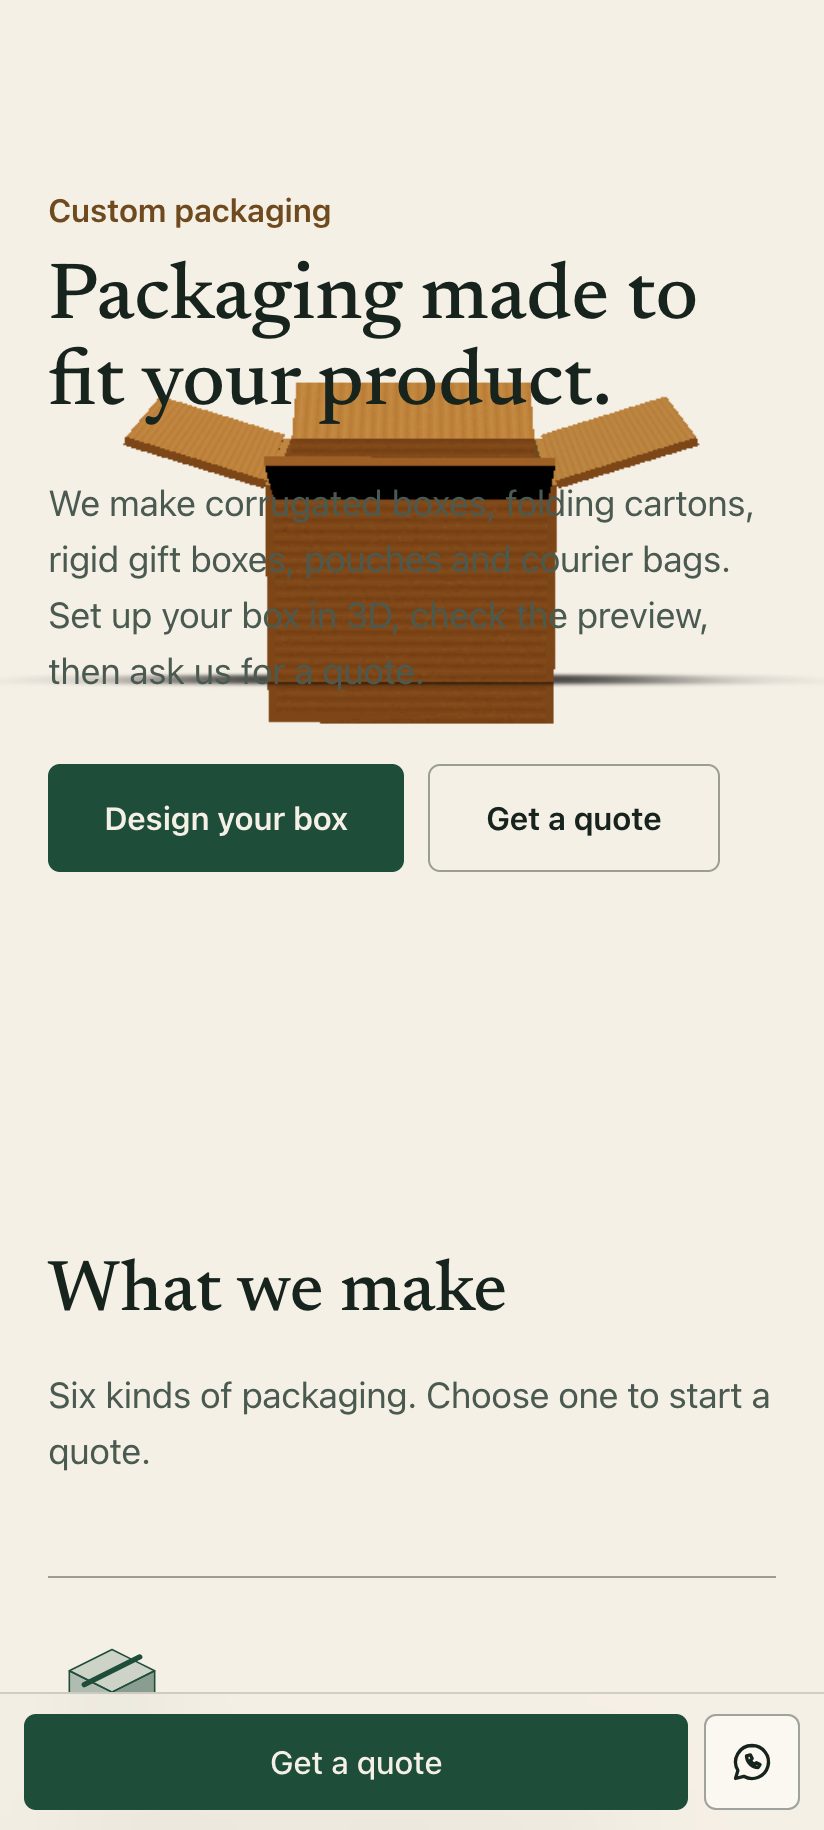 Custom packaging
Packaging made to
fit your product.
We make corrugated boxes, folding cartons,
rigid gift boxes, pouches and courier bags.
Set up your box in 3D, check the preview,
then ask us for a quote.
Design your box
Get a quote
What we make
Six kinds of packaging. Choose one to start a
quote.
Get a quote